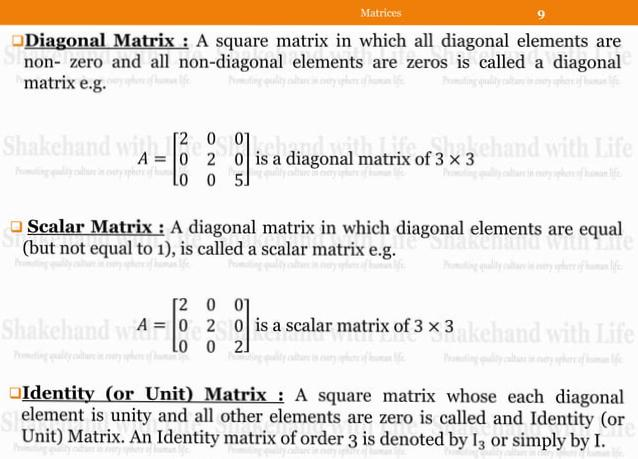 Matrices 9
Diagonal Matrix : A square matrix in which all diagonal elements are
non- zero and all non-diagonal elements are zeros is called a diagonal
matrix e.g.
A = [2 0 0
0 2 0
0 0 5] is a diagonal matrix of 3 × 3
Scalar Matrix : A diagonal matrix in which diagonal elements are equal
(but not equal to 1), is called a scalar matrix e.g.
A = [2 0 0
0 2 0
0 0 2] is a scalar matrix of 3 × 3
Identity (or Unit) Matrix : A square matrix whose each diagonal
element is unity and all other elements are zero is called and Identity (or
Unit) Matrix. An Identity matrix of order 3 is denoted by I₃ or simply by I.
Shakehand with Life
Promoting quality culture in every sphere of human life.